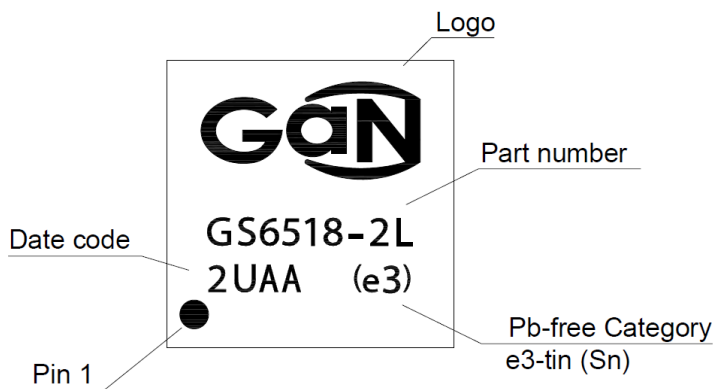 Logo
GaN
Part number
GS6518-2L
Date code
2UAA (e3)
Pb-free Category
e3-tin (Sn)
Pin 1